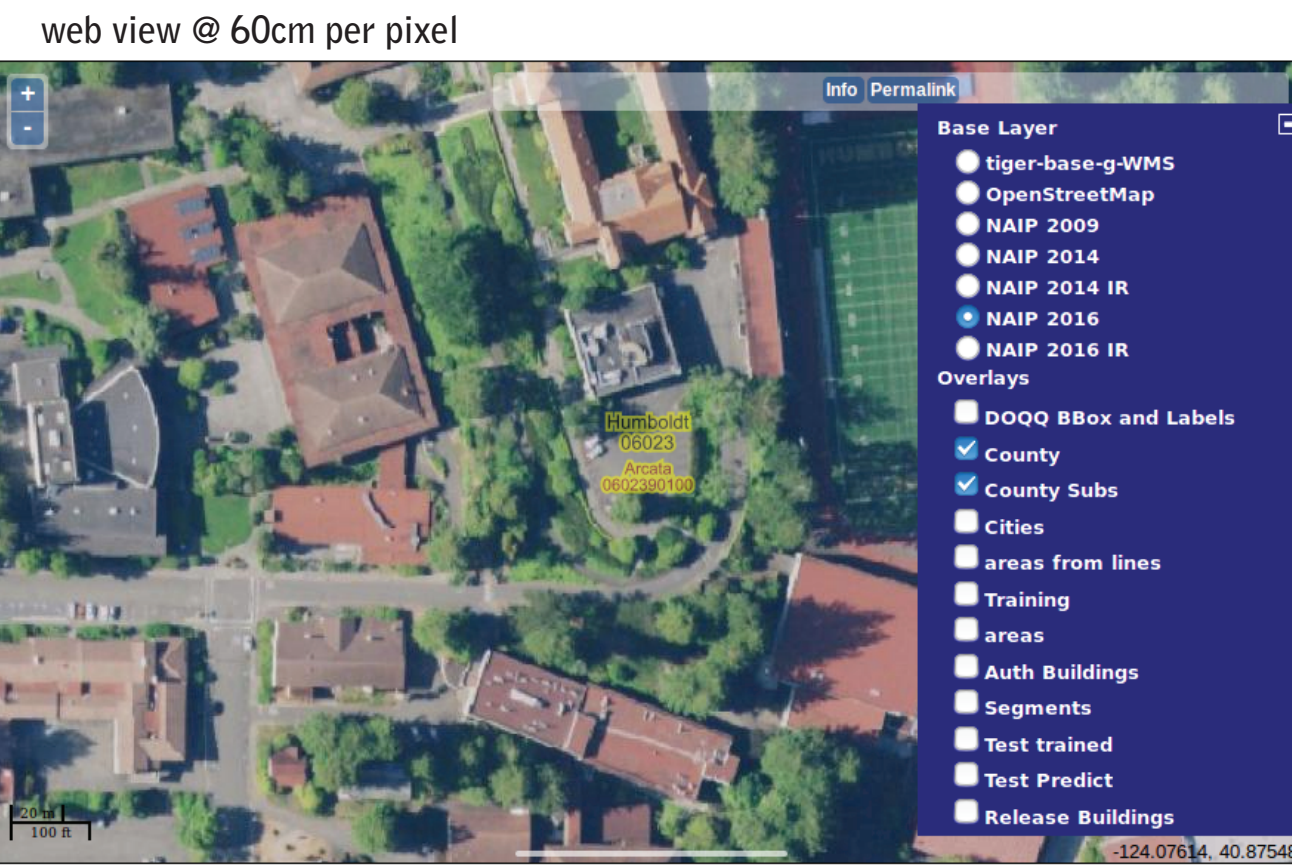 web view @ 60cm per pixel
+
-
Info Permalink
Base Layer
tiger-base-g-WMS
OpenStreetMap
NAIP 2009
NAIP 2014
NAIP 2014 IR
NAIP 2016
NAIP 2016 IR
Overlays
DOQQ BBox and Labels
County
County Subs
Cities
areas from lines
Training
areas
Auth Buildings
Segments
Test trained
Test Predict
Release Buildings
Humboldt
06023
Arcata
0602390100
20 m
100 ft
-124.07614, 40.87548